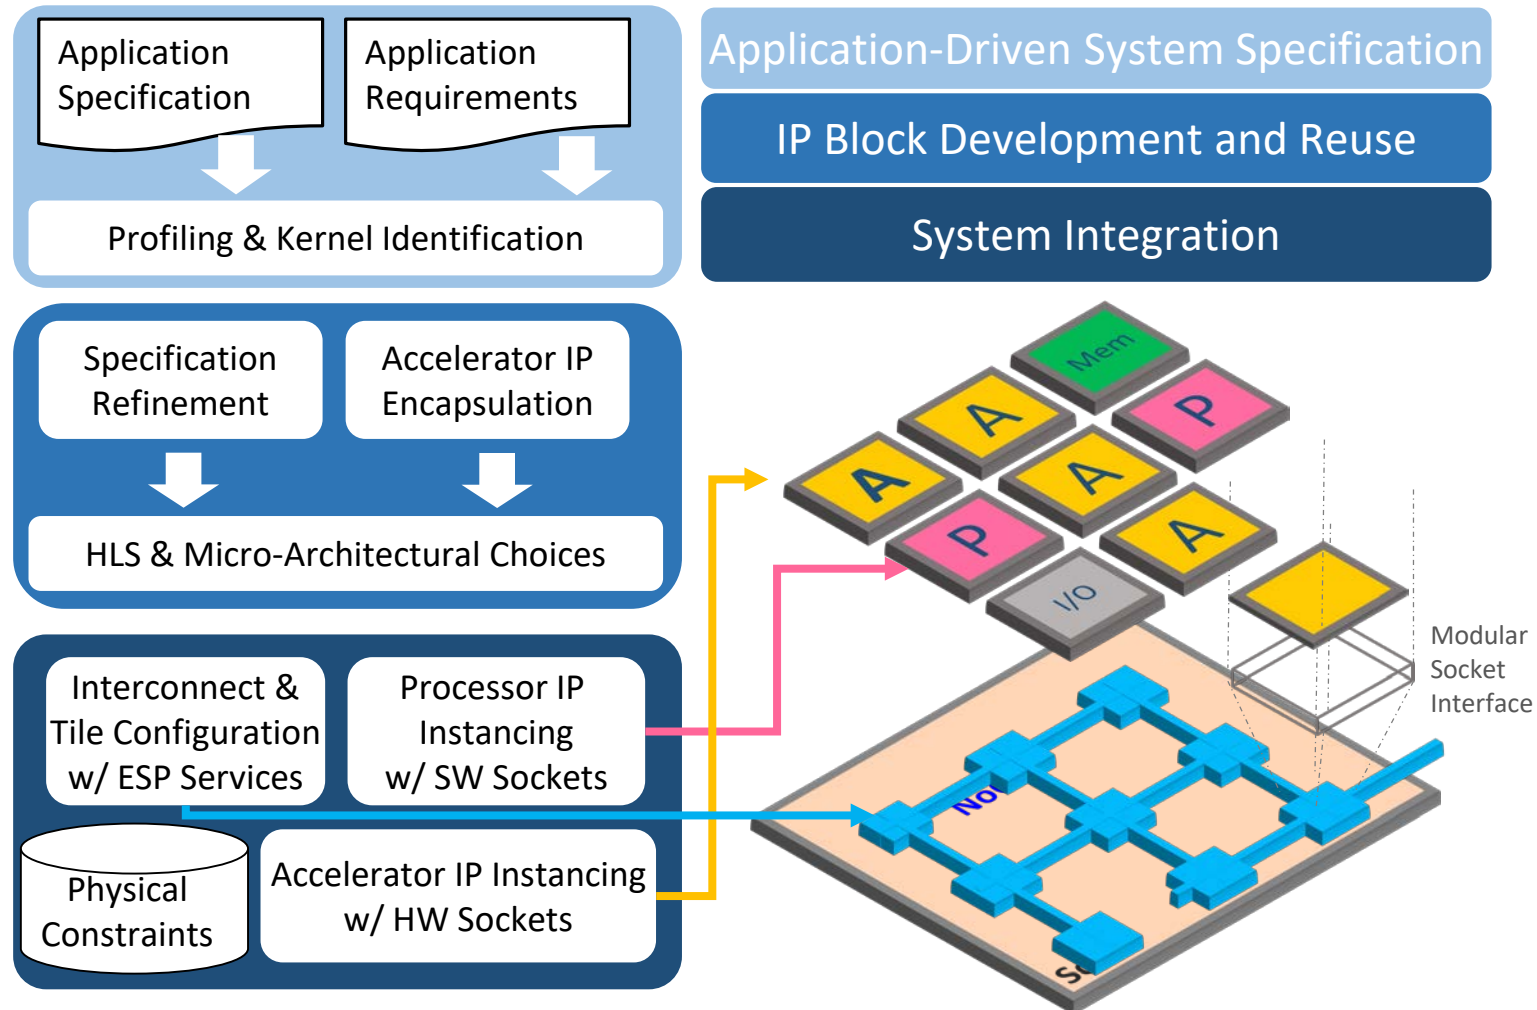 Application
Specification
Application
Requirements
Profiling & Kernel Identification
Application-Driven System Specification
IP Block Development and Reuse
System Integration
Specification
Refinement
Accelerator IP
Encapsulation
HLS & Micro-Architectural Choices
Interconnect &
Tile Configuration
w/ ESP Services
Processor IP
Instancing
w/ SW Sockets
Physical
Constraints
Accelerator IP Instancing
w/ HW Sockets
Mem
A
P
A
A
P
A
I/O
Modular
Socket
Interface